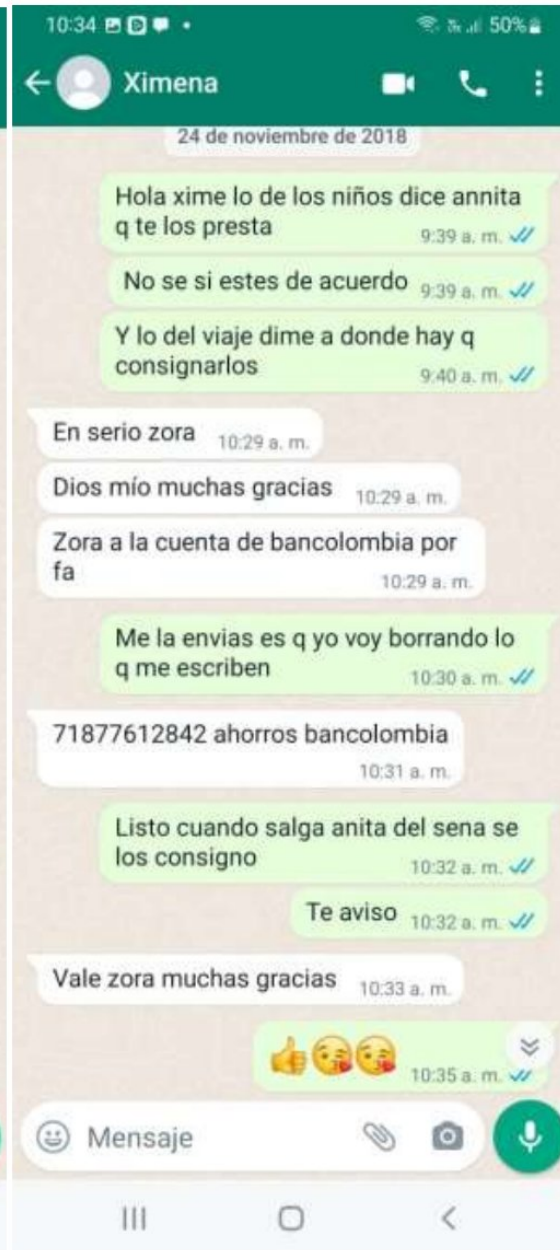 10:34
50%
Ximena
24 de noviembre de 2018
Hola xime lo de los niños dice annita
q te los presta
9:39 a. m.
No se si estes de acuerdo
9:39 a. m.
Y lo del viaje dime a donde hay q
consignarlos
9:40 a. m.
En serio zora
10:29 a. m.
Dios mío muchas gracias
10:29 a. m.
Zora a la cuenta de bancolombia por
fa
10:29 a. m.
Me la envias es q yo voy borrando lo
q me escriben
10:30 a. m.
71877612842 ahorros bancolombia
10:31 a. m.
Listo cuando salga anita del sena se
los consigno
10:32 a. m.
Te aviso
10:32 a. m.
Vale zora muchas gracias
10:33 a. m.
👍😘😘
10:35 a. m.
Mensaje